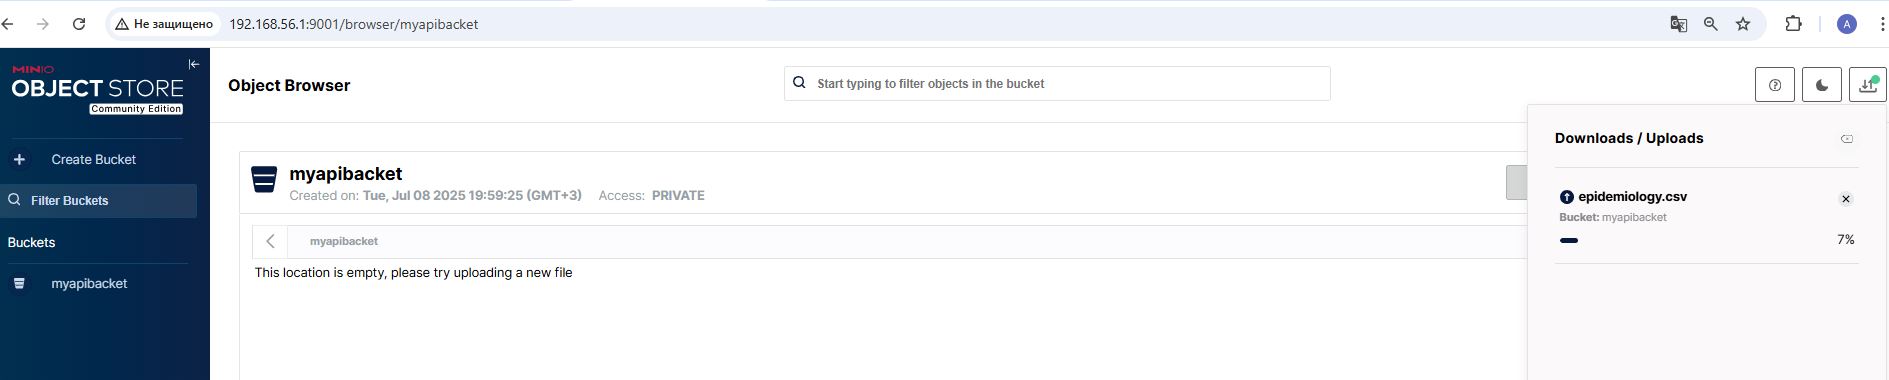 Не защищено
192.168.56.1:9001/browser/myapibacket
A
MINIO
OBJECT STORE
Community Edition
Create Bucket
Filter Buckets
Buckets
myapibacket
Object Browser
Start typing to filter objects in the bucket
myapibacket
Created on: Tue, Jul 08 2025 19:59:25 (GMT+3) Access: PRIVATE
myapibacket
This location is empty, please try uploading a new file
Downloads / Uploads
epidemiology.csv
Bucket: myapibacket
7%